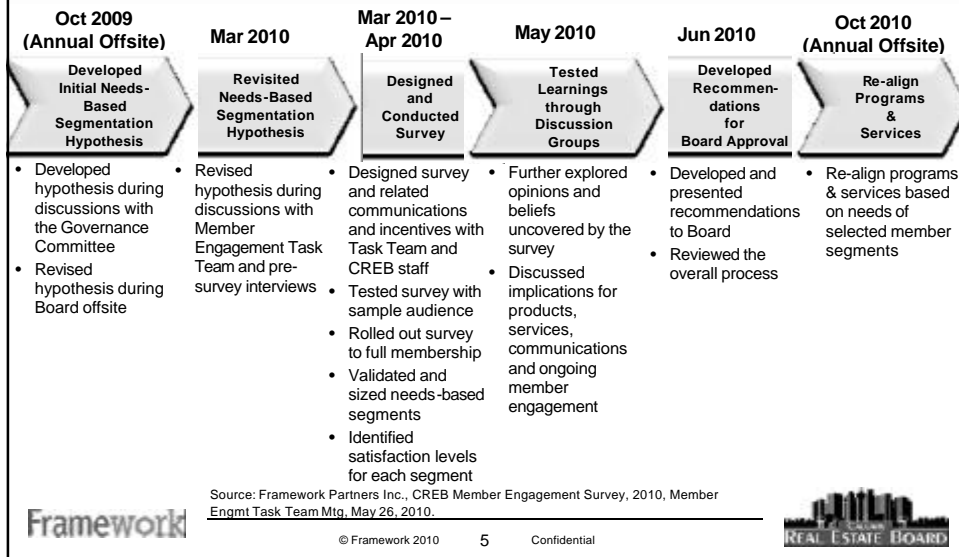 Oct 2009
(Annual Offsite)
Mar 2010
Mar 2010 –
Apr 2010
May 2010
Jun 2010
Oct 2010
(Annual Offsite)
Developed
Initial Needs-
Based
Segmentation
Hypothesis
Revisited
Needs-Based
Segmentation
Hypothesis
Designed
and
Conducted
Survey
Tested
Learnings
through
Discussion
Groups
Developed
Recommen-
dations
for
Board Approval
Re-align
Programs
&
Services
• Developed
hypothesis during
discussions with
the Governance
Committee
• Revised
hypothesis during
Board offsite
• Revised
hypothesis during
discussions with
Member
Engagement Task
Team and pre-
survey interviews
• Designed survey
and related
communications
and incentives with
Task Team and
CREB staff
• Tested survey with
sample audience
• Rolled out survey
to full membership
• Validated and
sized needs-based
segments
• Identified
satisfaction levels
for each segment
• Further explored
opinions and
beliefs
uncovered by the
survey
• Discussed
implications for
products,
services,
communications
and ongoing
member
engagement
• Developed and
presented
recommendations
to Board
• Reviewed the
overall process
• Re-align programs
& services based
on needs of
selected member
segments
Source: Framework Partners Inc., CREB Member Engagement Survey, 2010, Member
Engmt Task Team Mtg, May 26, 2010.
Framework
© Framework 2010 5 Confidential
REAL ESTATE BOARD